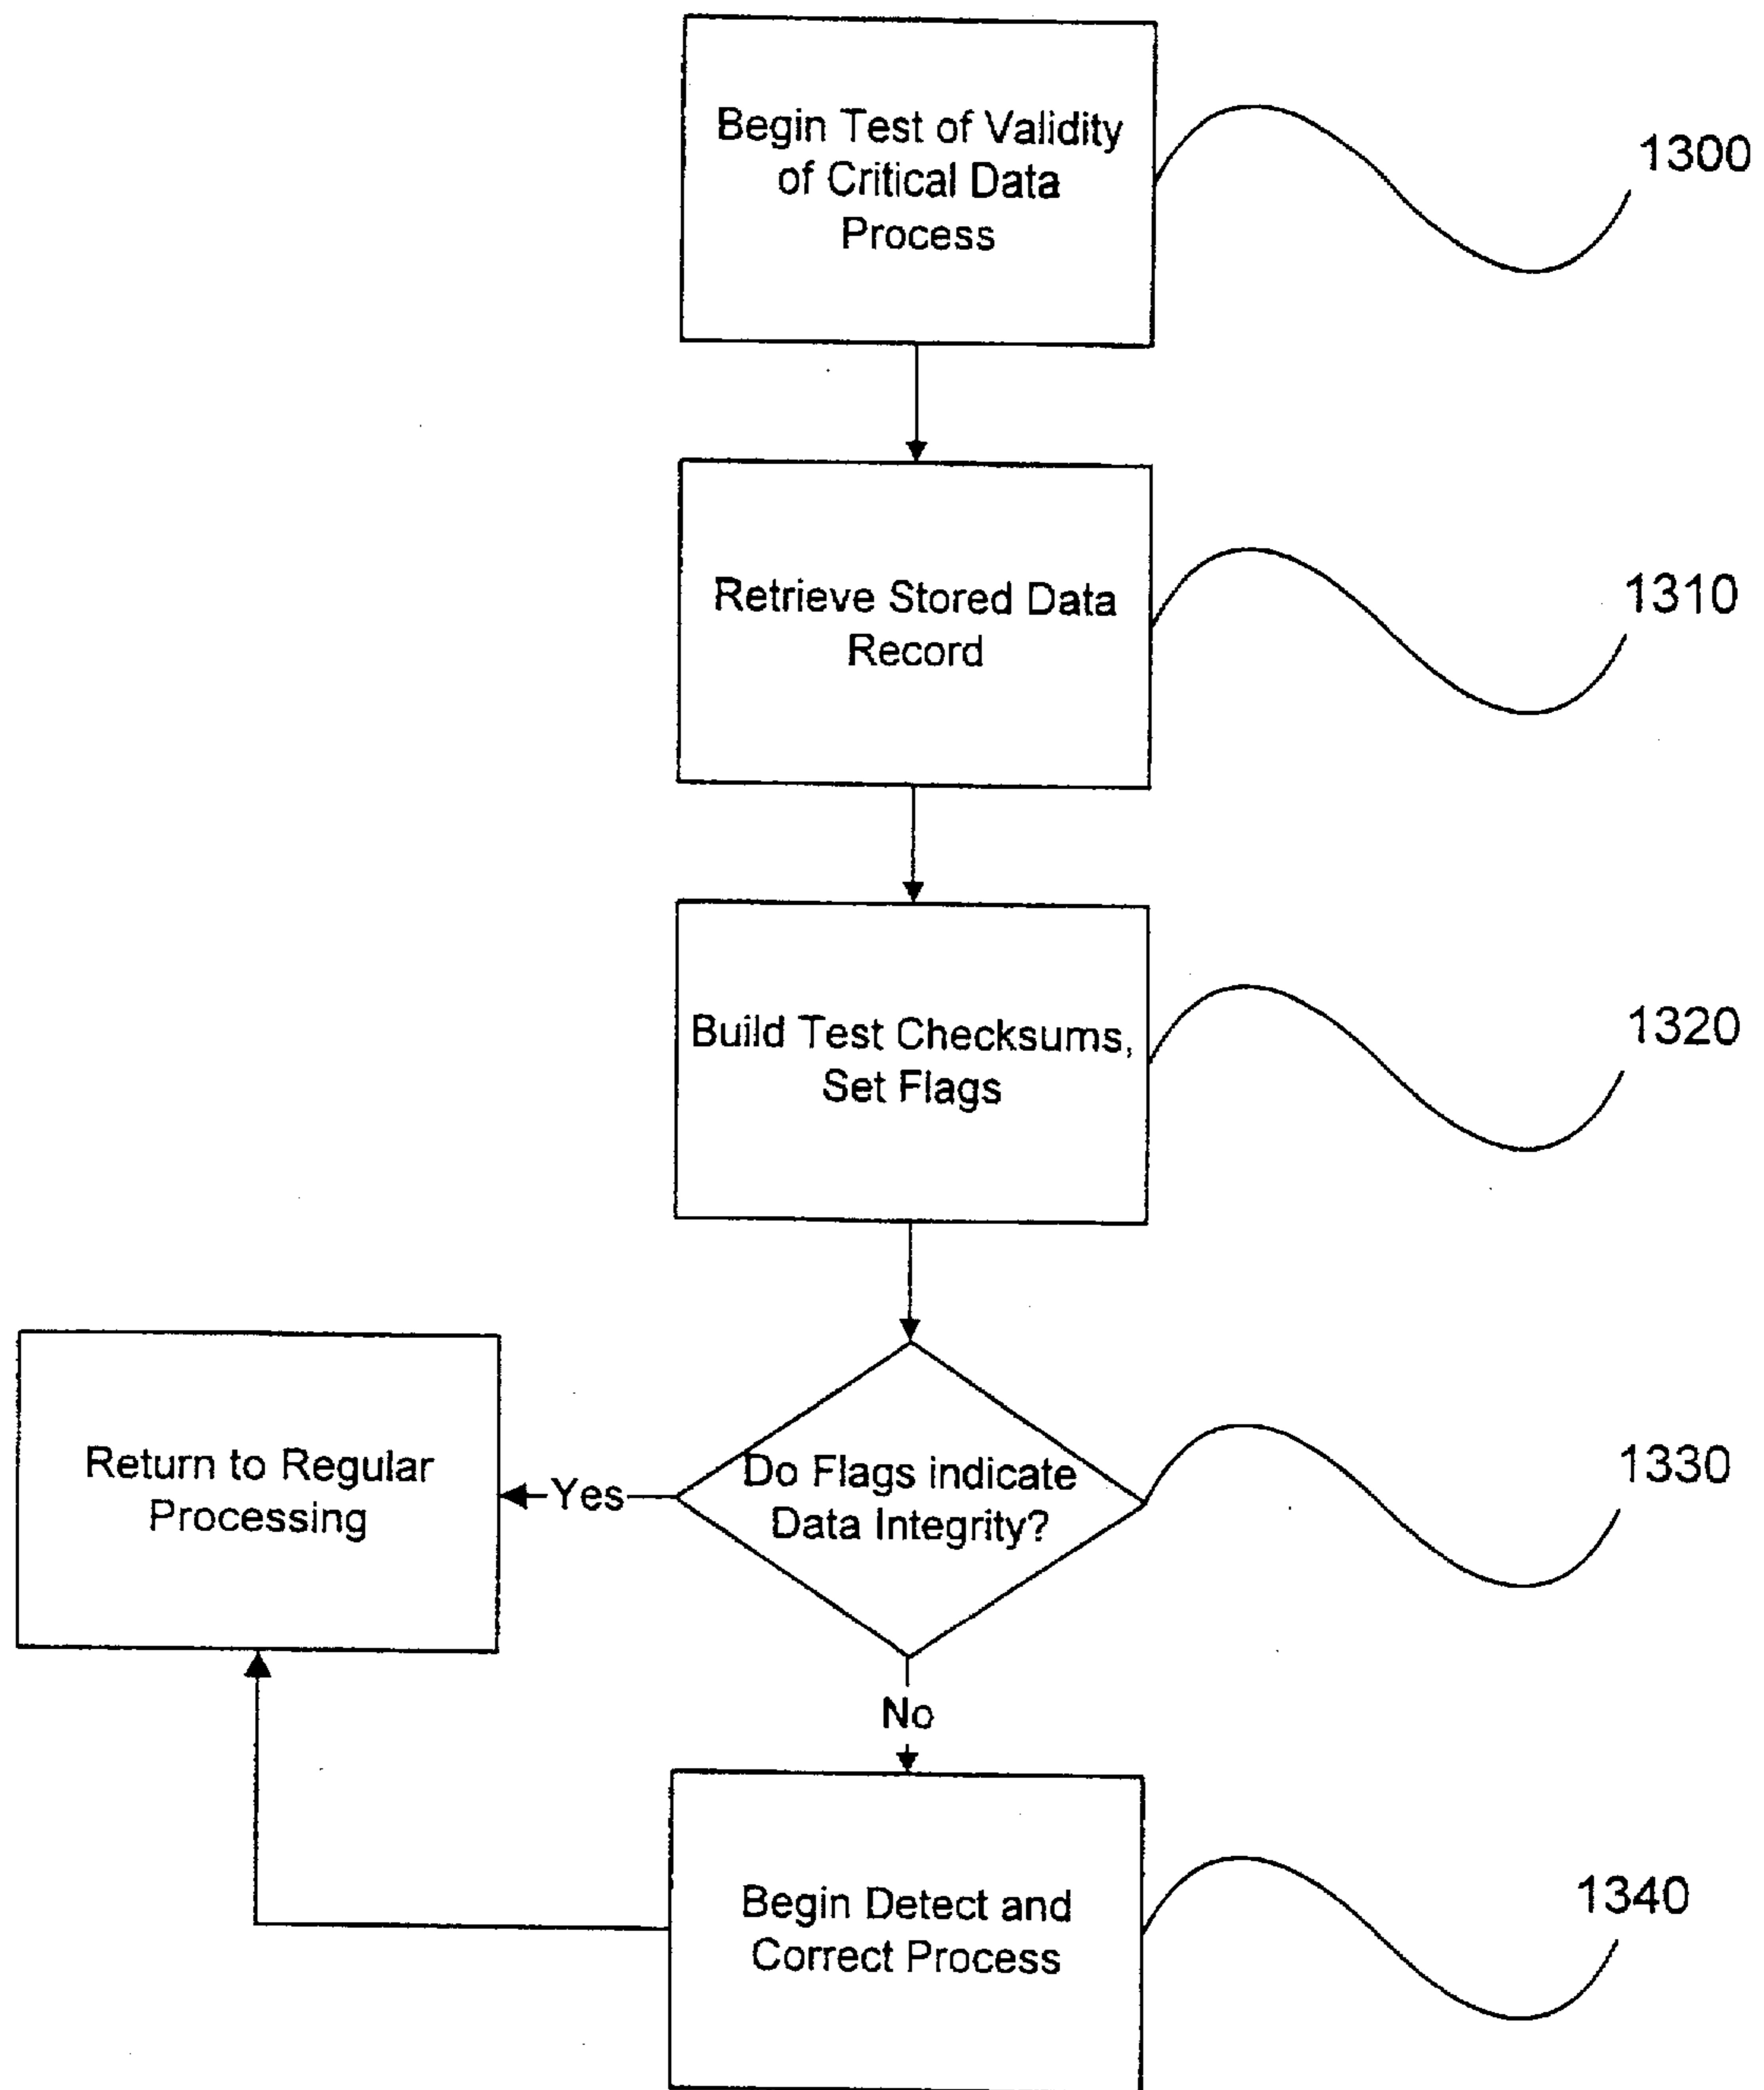 Begin Test of Validity
of Critical Data
Process
1300
Retrieve Stored Data
Record
1310
Build Test Checksums,
Set Flags
1320
Return to Regular
Processing
Yes
Do Flags indicate
Data Integrity?
1330
No
Begin Detect and
Correct Process
1340